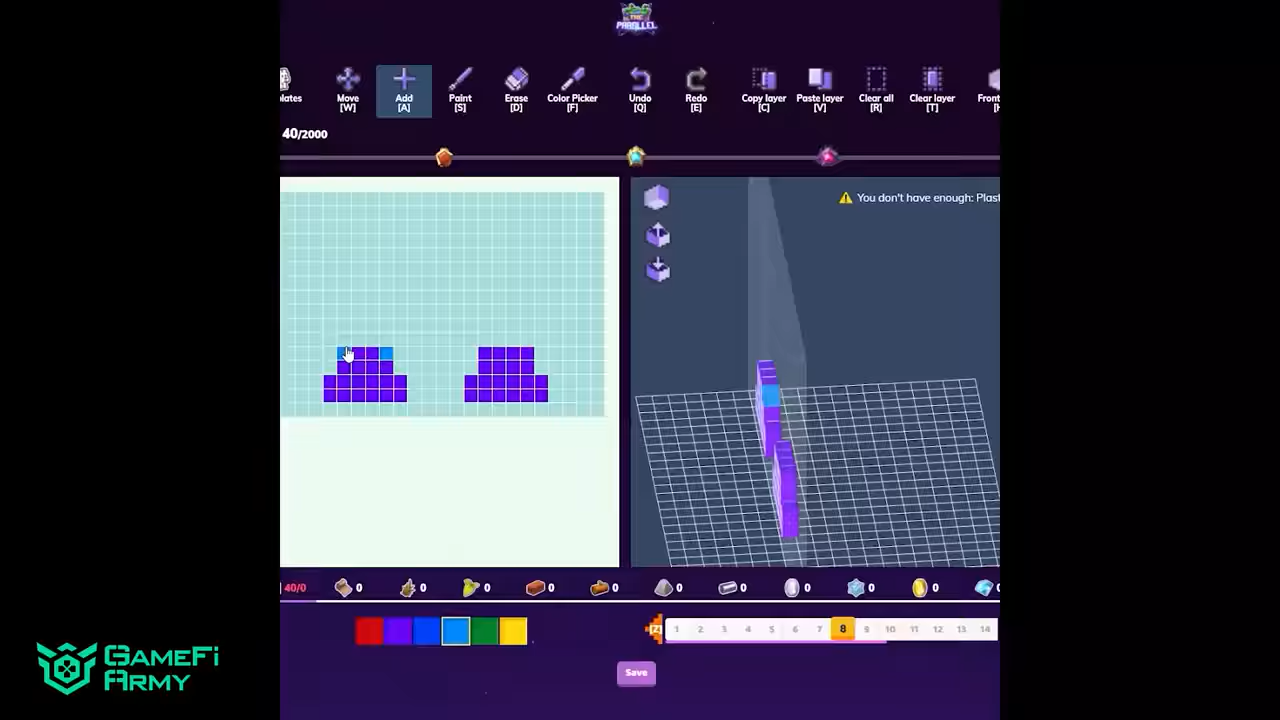 THE
PARALLEL
lates
Move
[W]
Add
[A]
Paint
[S]
Erase
[D]
Color Picker
[F]
Undo
[Q]
Redo
[E]
Copy layer
[C]
Paste layer
[V]
Clear all
[R]
Clear layer
[T]
Front
40/2000
You don't have enough: Plast
40/0 0 0 0 0 0 0 0 0 0 0
[Z] 1 2 3 4 5 6 7 8 9 10 11 12 13 14
Save
GAMEFI
ARMY